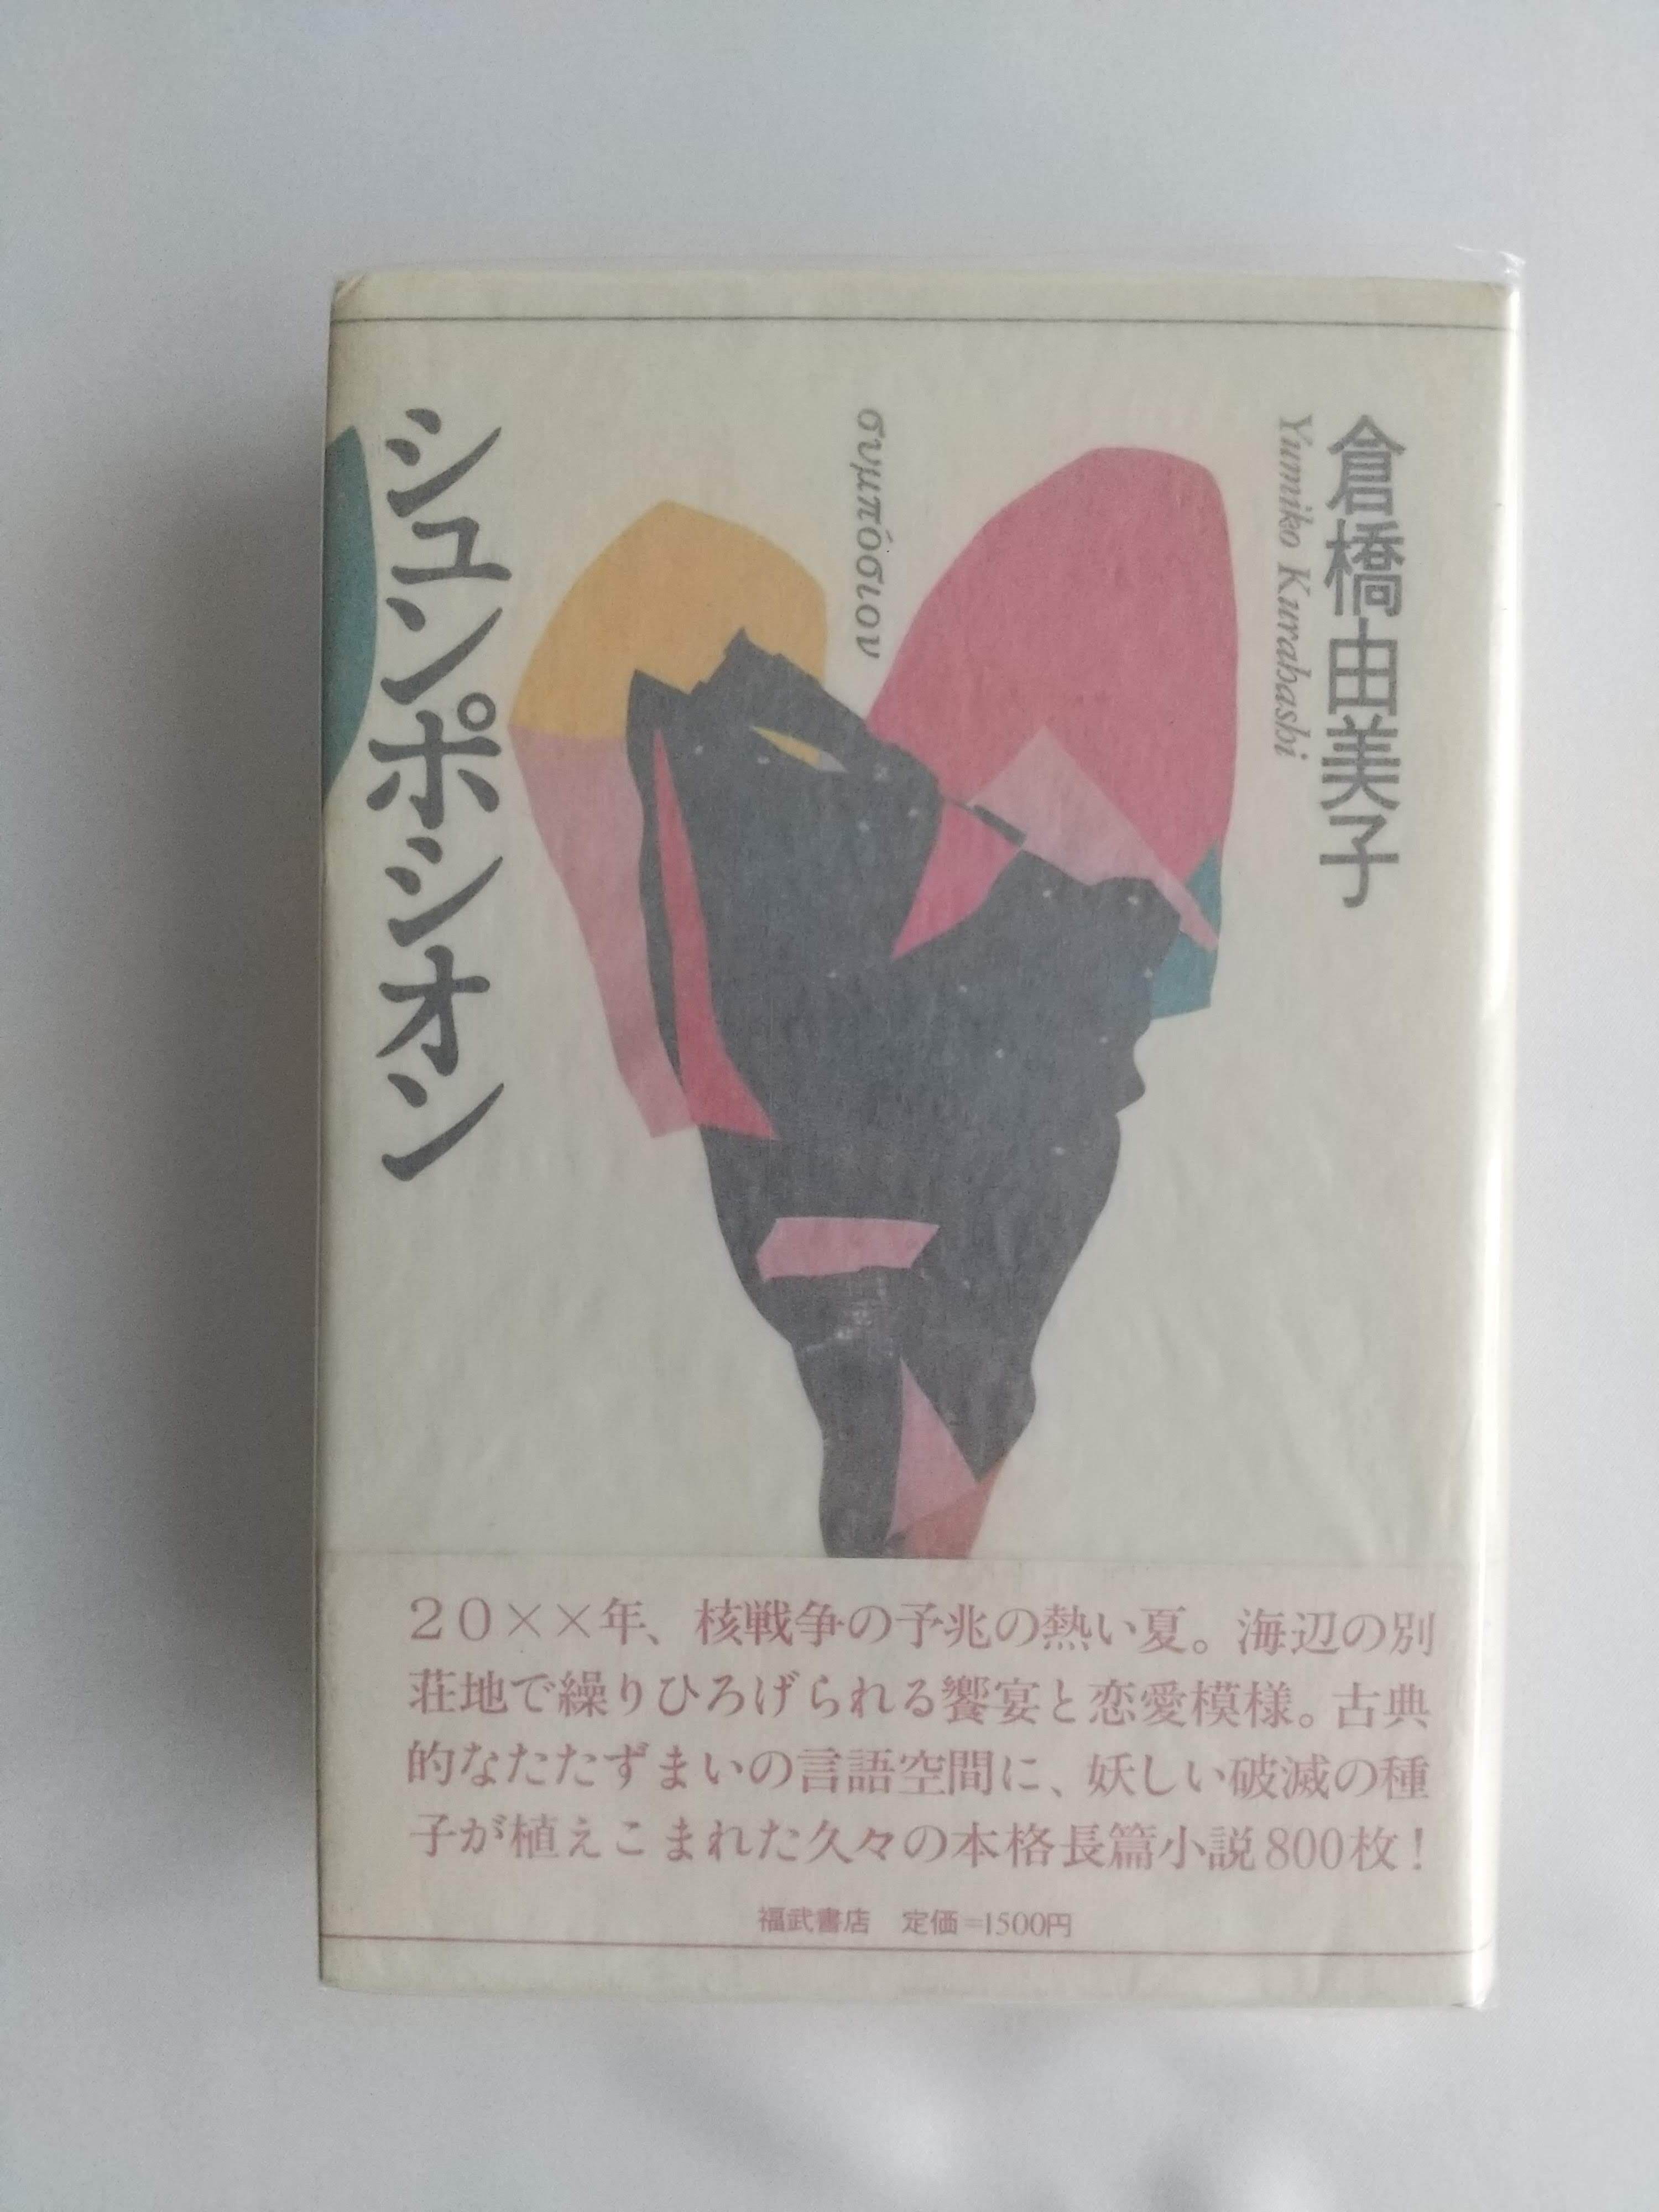 倉橋由美子
Yumiko Kurahashi
συμπόσιον
シュンポシオン
20××年、核戦争の予兆の熱い夏。海辺の別
荘地で繰りひろげられる饗宴と恋愛模様。古典
的なたたずまいの言語空間に、妖しい破滅の種
子が植えこまれた久々の本格長篇小説800枚！
福武書店 定価=1500円